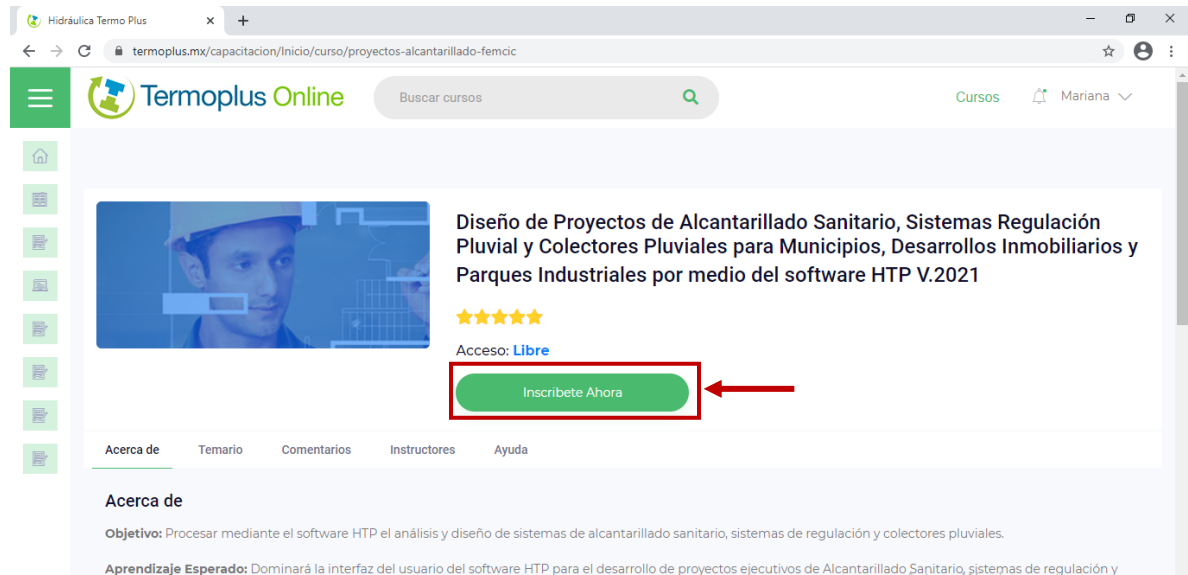 Hidráulica Termo Plus
termoplus.mx/capacitacion/Inicio/curso/proyectos-alcantarillado-femcic
Termoplus Online
Buscar cursos
Cursos
Mariana
Diseño de Proyectos de Alcantarillado Sanitario, Sistemas Regulación
Pluvial y Colectores Pluviales para Municipios, Desarrollos Inmobiliarios y
Parques Industriales por medio del software HTP V.2021
Acceso: Libre
Inscribete Ahora
Acerca de
Temario
Comentarios
Instructores
Ayuda
Acerca de
Objetivo: Procesar mediante el software HTP el análisis y diseño de sistemas de alcantarillado sanitario, sistemas de regulación y colectores pluviales.
Aprendizaje Esperado: Dominará la interfaz del usuario del software HTP para el desarrollo de proyectos ejecutivos de Alcantarillado Sanitario, sistemas de regulación y